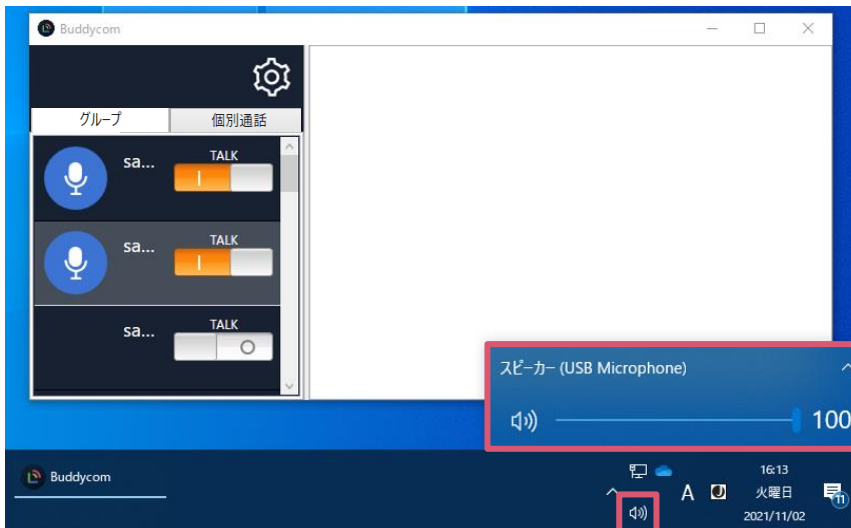 Buddycom
グループ
個別通話
sa...
TALK
sa...
TALK
sa...
TALK
スピーカー (USB Microphone)
100
Buddycom
A
16:13
火曜日
2021/11/02
11